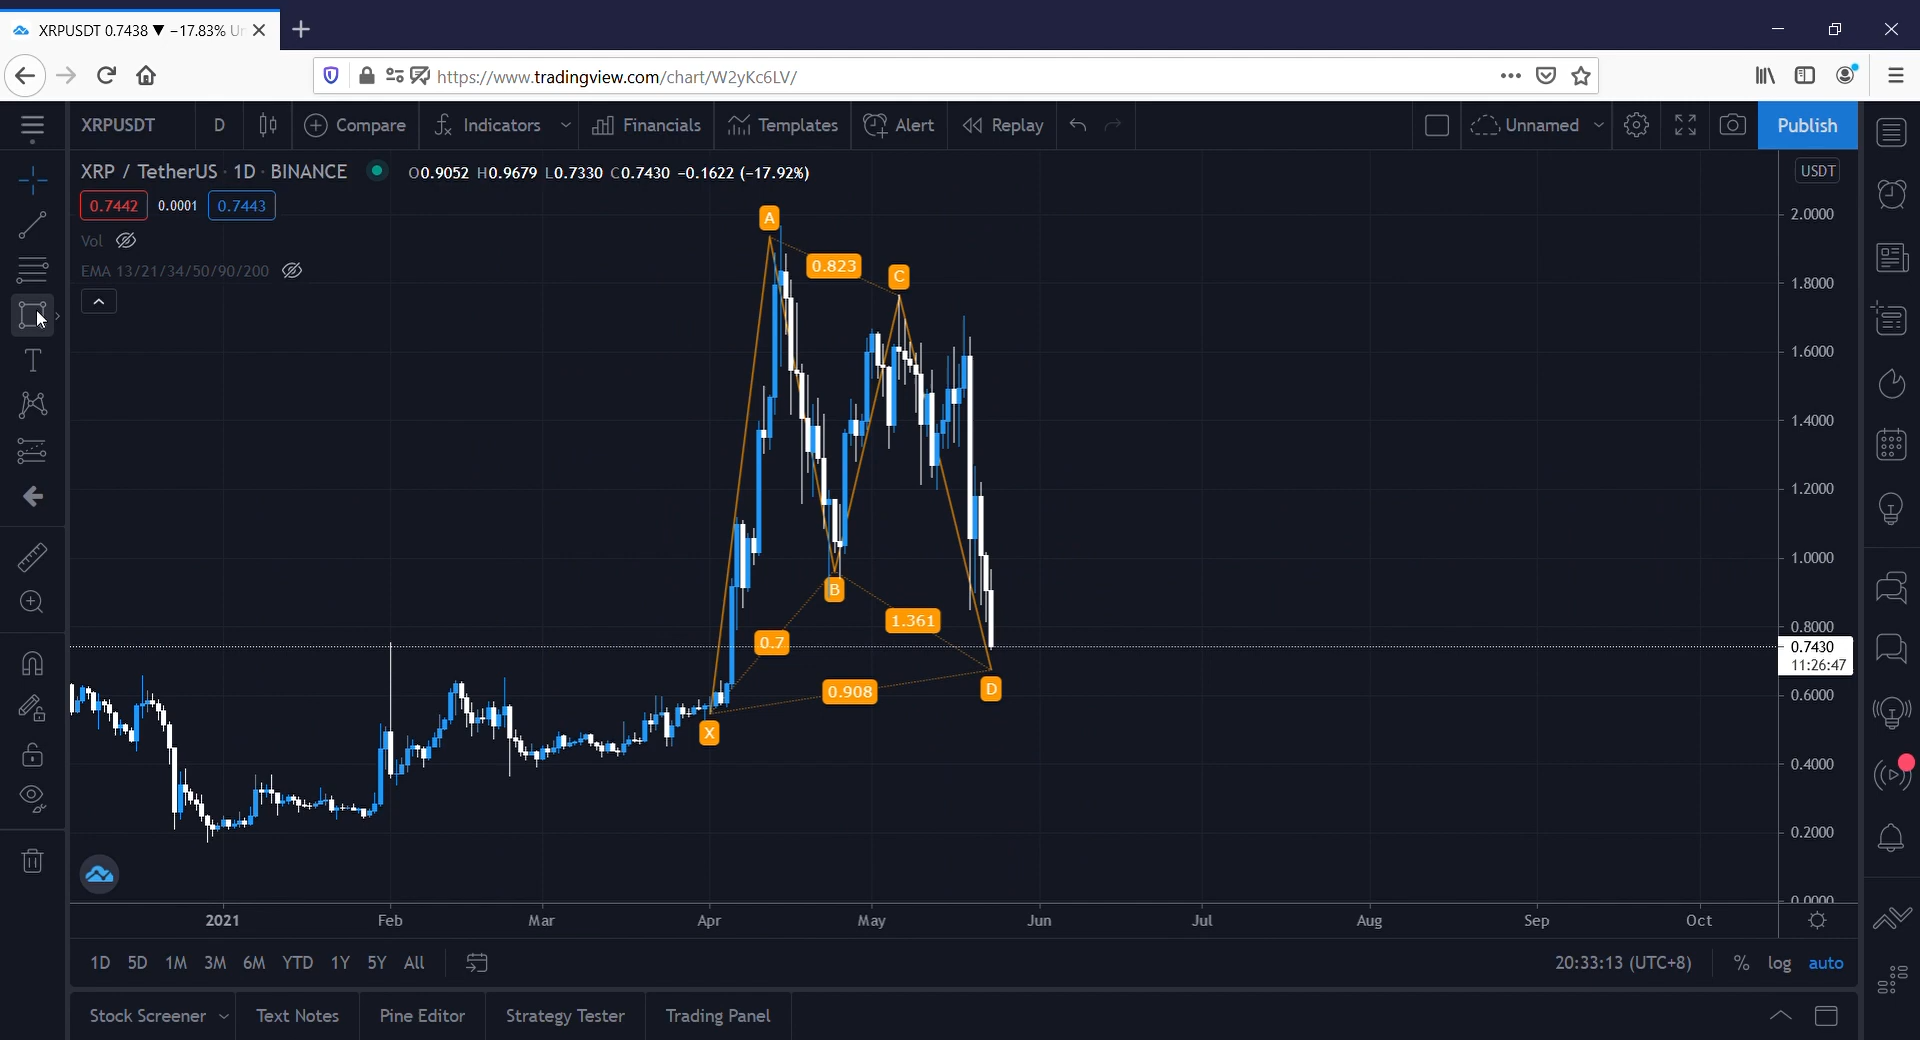 XRPUSDT 0.7438 ▼ −17.83% Un
https://www.tradingview.com/chart/W2yKc6LV/
XRPUSDT D Compare Indicators Financials Templates Alert Replay Unnamed Publish
XRP / TetherUS · 1D · BINANCE O0.9052 H0.9679 L0.7330 C0.7430 −0.1622 (−17.92%) USDT
0.7442 0.0001 0.7443
Vol
EMA 13/21/34/50/90/200
A
0.823
C
B
1.361
0.7
0.908
D
X
2.0000
1.8000
1.6000
1.4000
1.2000
1.0000
0.8000
0.7430
11:26:47
0.6000
0.4000
0.2000
0.0000
2021 Feb Mar Apr May Jun Jul Aug Sep Oct
1D 5D 1M 3M 6M YTD 1Y 5Y All 20:33:13 (UTC+8) % log auto
Stock Screener Text Notes Pine Editor Strategy Tester Trading Panel